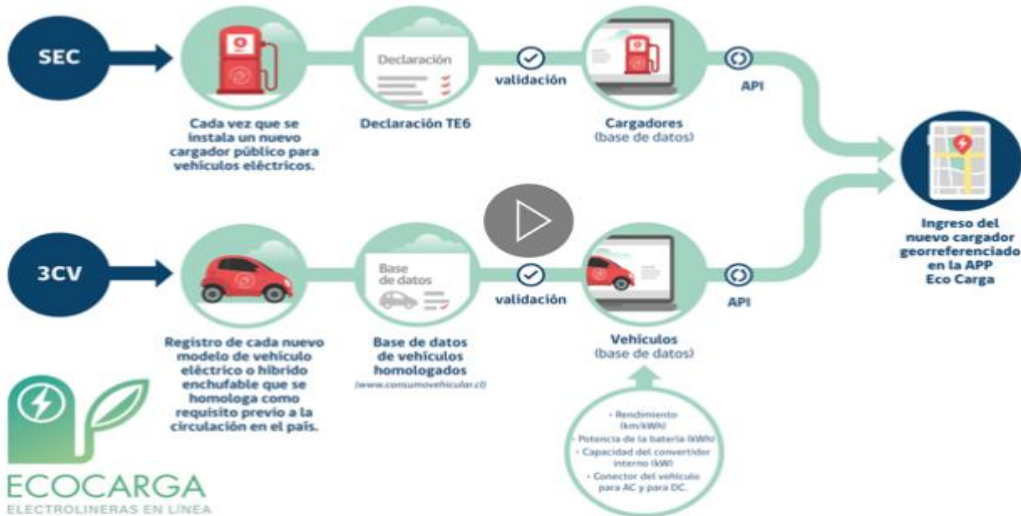 SEC
Cada vez que se
instala un nuevo
cargador público para
vehículos eléctricos.
Declaración
Declaración TE6
validación
Cargadores
(base de datos)
API
3CV
Registro de cada nuevo
modelo de vehículo
eléctrico o híbrido
enchufable que se
homologa como
requisito previo a la
circulación en el país.
Base
de datos
Base de datos
de vehículos
homologados
(www.consumovehicular.cl)
validación
Vehículos
(base de datos)
API
• Rendimiento
(km/kWh)
• Potencia de la batería (kWh)
• Capacidad del convertidor
interno (kW)
• Conector del vehículo
para AC y para DC.
Ingreso del
nuevo cargador
georreferenciado
en la APP
Eco Carga
ECOCARGA
ELECTROLINERAS EN LÍNEA